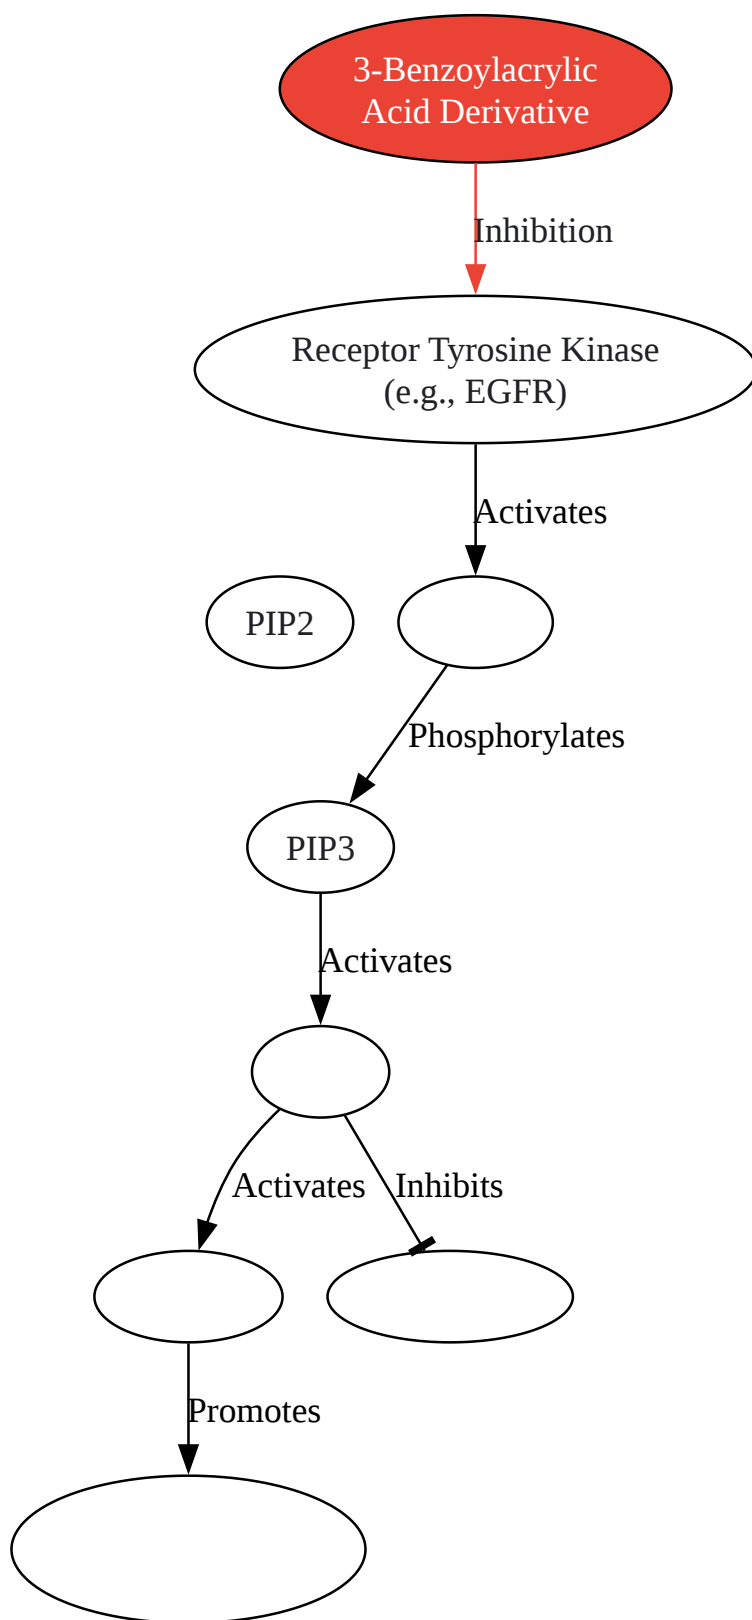 3-Benzoylacrylic
Acid Derivative
Inhibition
Receptor Tyrosine Kinase
(e.g., EGFR)
Activates
PIP2
Phosphorylates
PIP3
Activates
Activates
Inhibits
Promotes